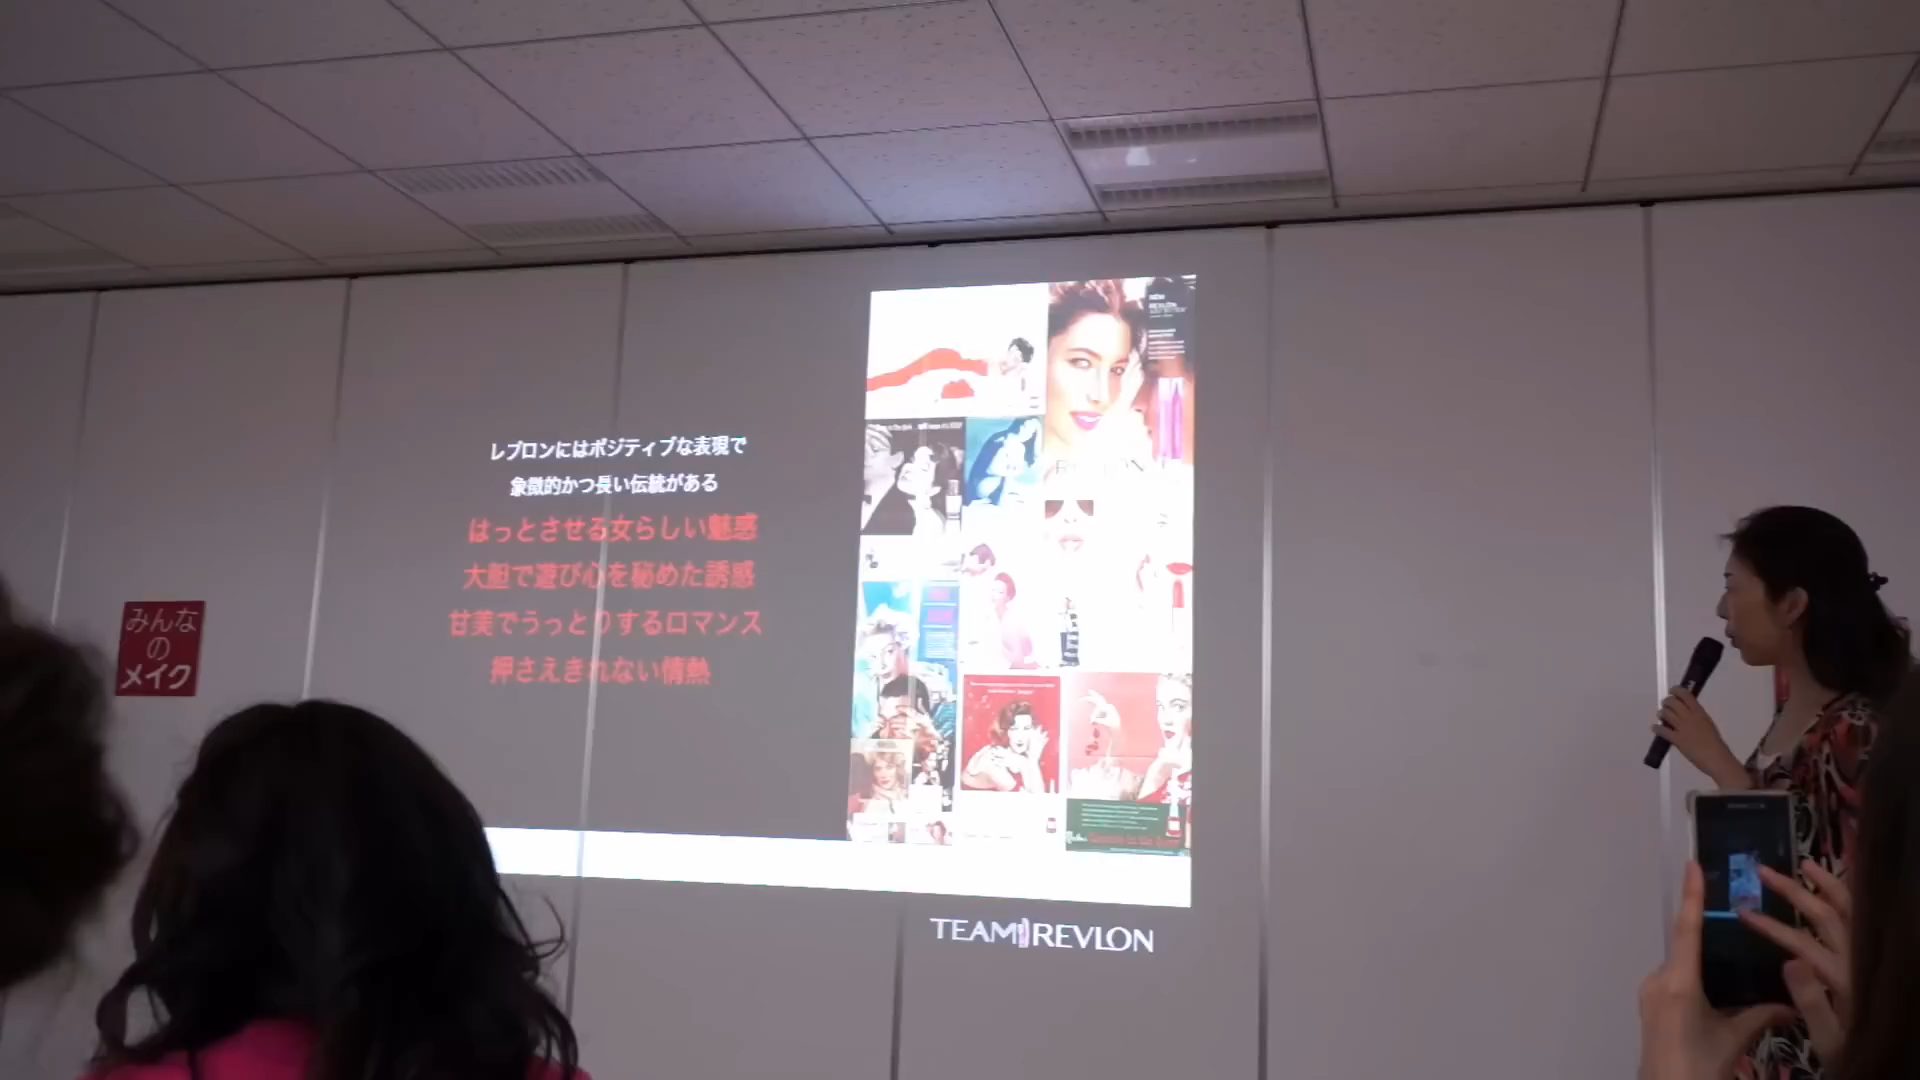 レブロンにはポジティブな表現で
象徴的かつ長い伝統がある
はっとさせる女らしい魅惑
大胆で遊び心を秘めた誘惑
甘美でうっとりするロマンス
押さえきれない情熱
みんな
の
メイク
NEW
REVLON
REVLON
TEAM REVLON